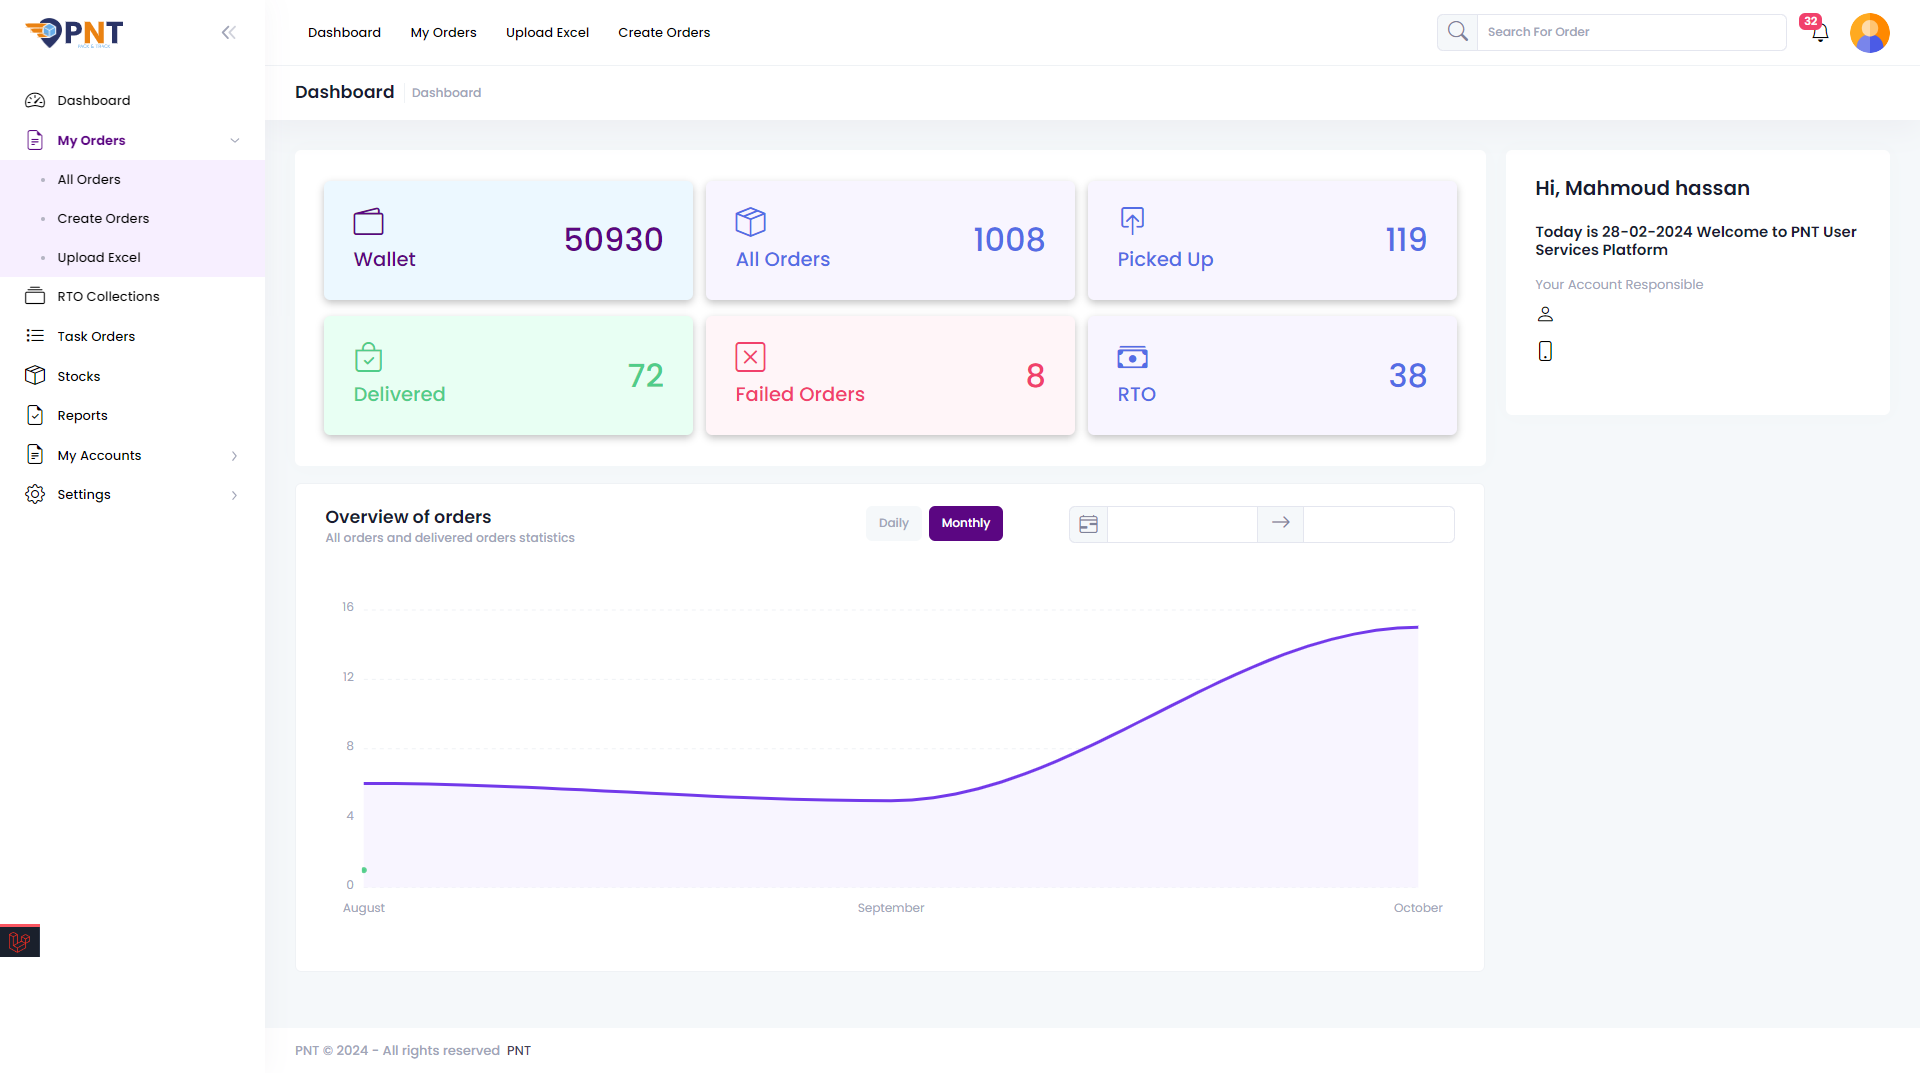 PNT
PACK & TRACK
Dashboard
My Orders
Upload Excel
Create Orders
Search For Order
32
Dashboard
Dashboard
Dashboard
My Orders
All Orders
Create Orders
Upload Excel
RTO Collections
Task Orders
Stocks
Reports
My Accounts
Settings
Wallet
50930
All Orders
1008
Picked Up
119
Delivered
72
Failed Orders
8
RTO
38
Hi, Mahmoud hassan
Today is 28-02-2024 Welcome to PNT User
Services Platform
Your Account Responsible
Overview of orders
All orders and delivered orders statistics
Daily
Monthly
16
12
8
4
0
August
September
October
PNT © 2024 - All rights reserved PNT